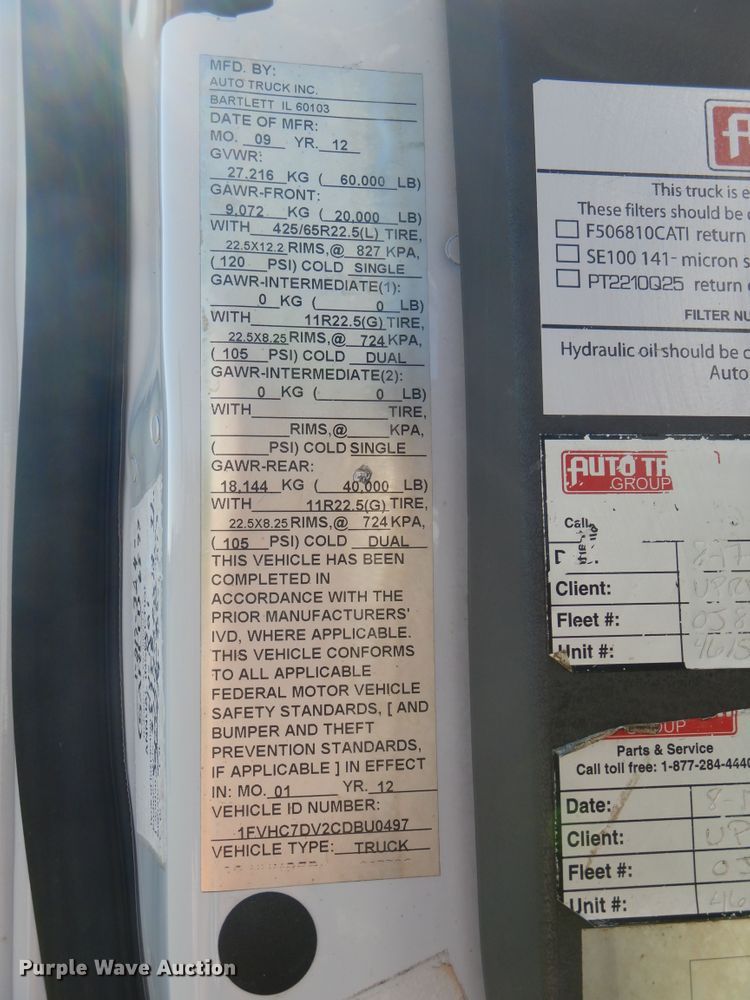 MFD. BY:
AUTO TRUCK INC.
BARTLETT IL 60103
DATE OF MFR:
MO. 09 YR. 12
GVWR:
27.216 KG ( 60.000 LB)
GAWR-FRONT:
9,072 KG ( 20,000 LB)
WITH 425/65R22.5(L) TIRE,
22.5X12.2 RIMS,@ 827 KPA,
(120 PSI) COLD SINGLE
GAWR-INTERMEDIATE(1):
0 KG ( 0 LB)
WITH 11R22.5(G) TIRE,
22.5X8.25 RIMS,@ 724 KPA,
( 105 PSI) COLD DUAL
GAWR-INTERMEDIATE(2):
0 KG ( 0 LB)
WITH TIRE,
RIMS,@ KPA,
( PSI) COLD SINGLE
GAWR-REAR:
18,144 KG ( 40,000 LB)
WITH 11R22.5(G) TIRE,
22.5X8.25 RIMS,@ 724 KPA,
( 105 PSI) COLD DUAL
THIS VEHICLE HAS BEEN
COMPLETED IN
ACCORDANCE WITH THE
PRIOR MANUFACTURERS'
IVD, WHERE APPLICABLE.
THIS VEHICLE CONFORMS
TO ALL APPLICABLE
FEDERAL MOTOR VEHICLE
SAFETY STANDARDS, [ AND
BUMPER AND THEFT
PREVENTION STANDARDS,
IF APPLICABLE ] IN EFFECT
IN: MO. 01 YR. 12
VEHICLE ID NUMBER:
1FVHC7DV2CDBU0497
VEHICLE TYPE: TRUCK
This truck is e
These filters should be
F506810CATI return
SE100 141- micron s
PT2210Q25 return
FILTER NU
Hydraulic oil should be c
Auto
AUTO TR
GROUP
Call
Client: UPR
Fleet #: 038
Unit #: 4615
OUP
Parts & Service
Call toll free: 1-877-284-4440
Date: 8-
Client: UP
Fleet #: 03
Unit #: 46
Purple Wave Auction